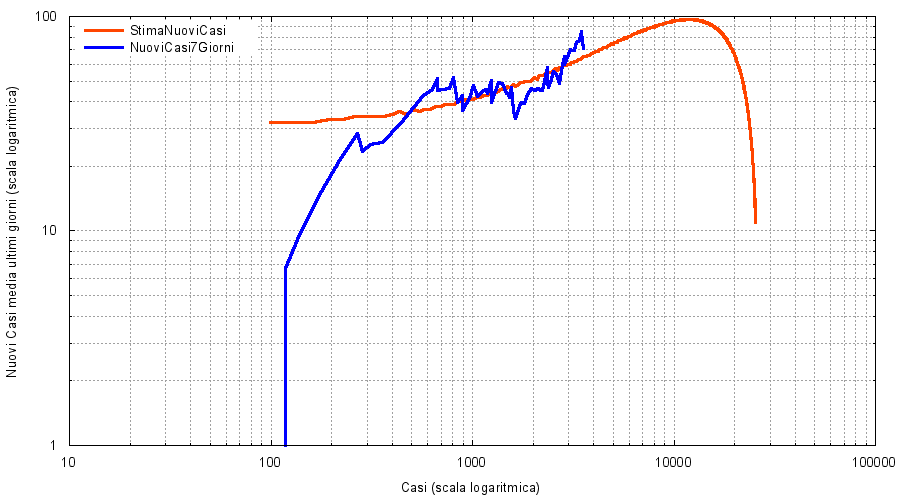 StimaNuoviCasi
NuoviCasi7Giorni
Nuovi Casi media ultimi giorni (scala logaritmica)
100
10
1
10 100 1000 10000 100000
Casi (scala logaritmica)